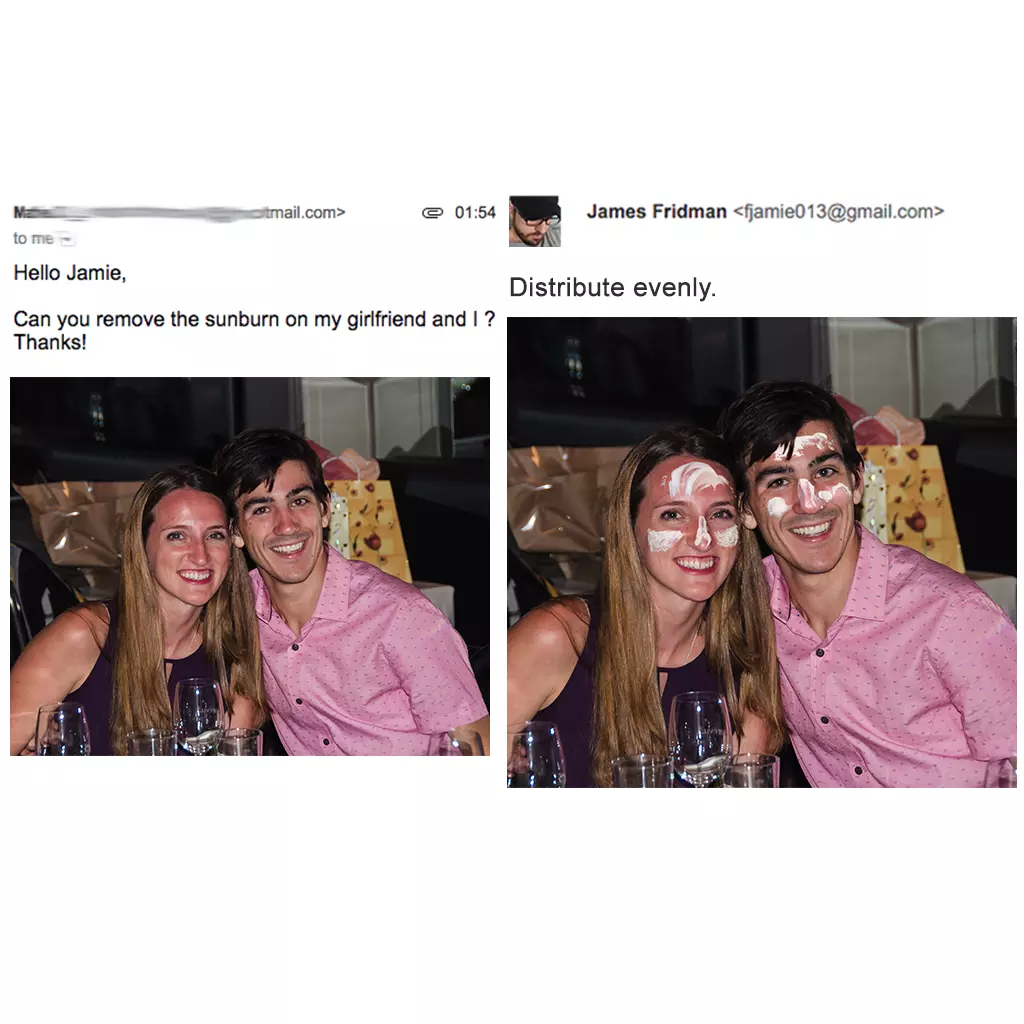 tmail.com> 01:54
to me
Hello Jamie,
Can you remove the sunburn on my girlfriend and I ?
Thanks!
James Fridman <fjamie013@gmail.com>
Distribute evenly.